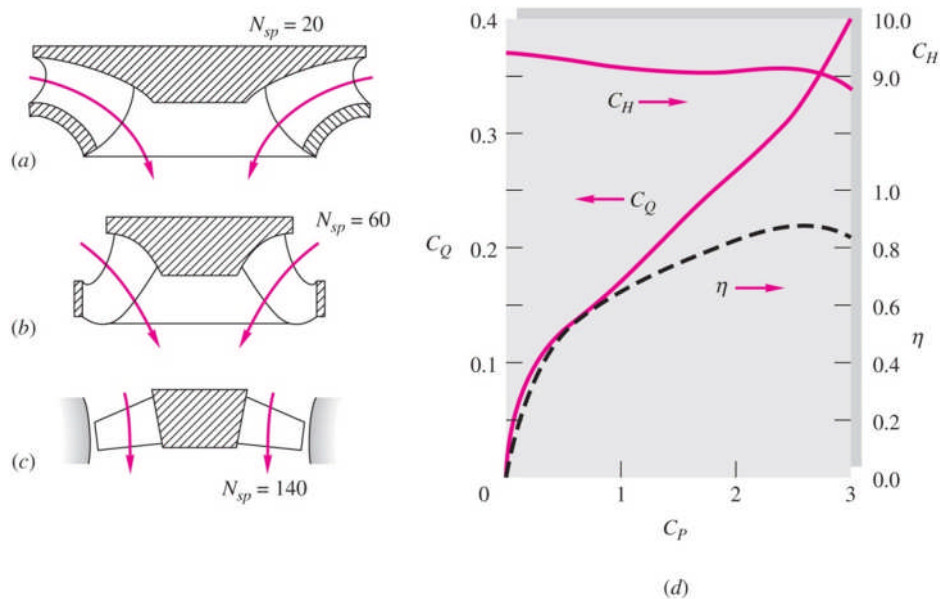 N_sp = 20
(a)
N_sp = 60
(b)
(c)
N_sp = 140
0.4
0.3
C_Q
0.2
0.1
0
1
2
3
C_P
10.0
C_H
9.0
1.0
0.8
0.6
η
0.4
0.2
0.0
C_H
C_Q
η
(d)